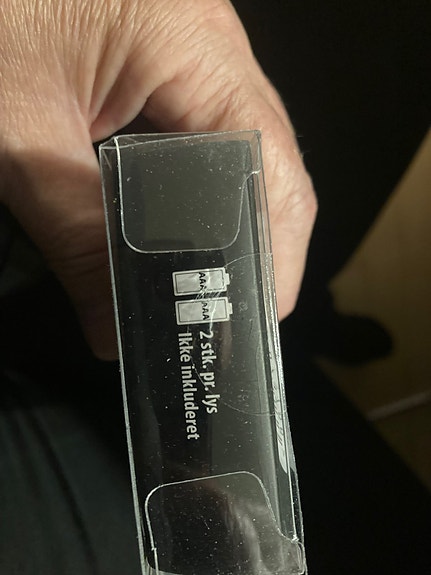 AAA
AAA
2 stk. pr. lys
Ikke inkluderet